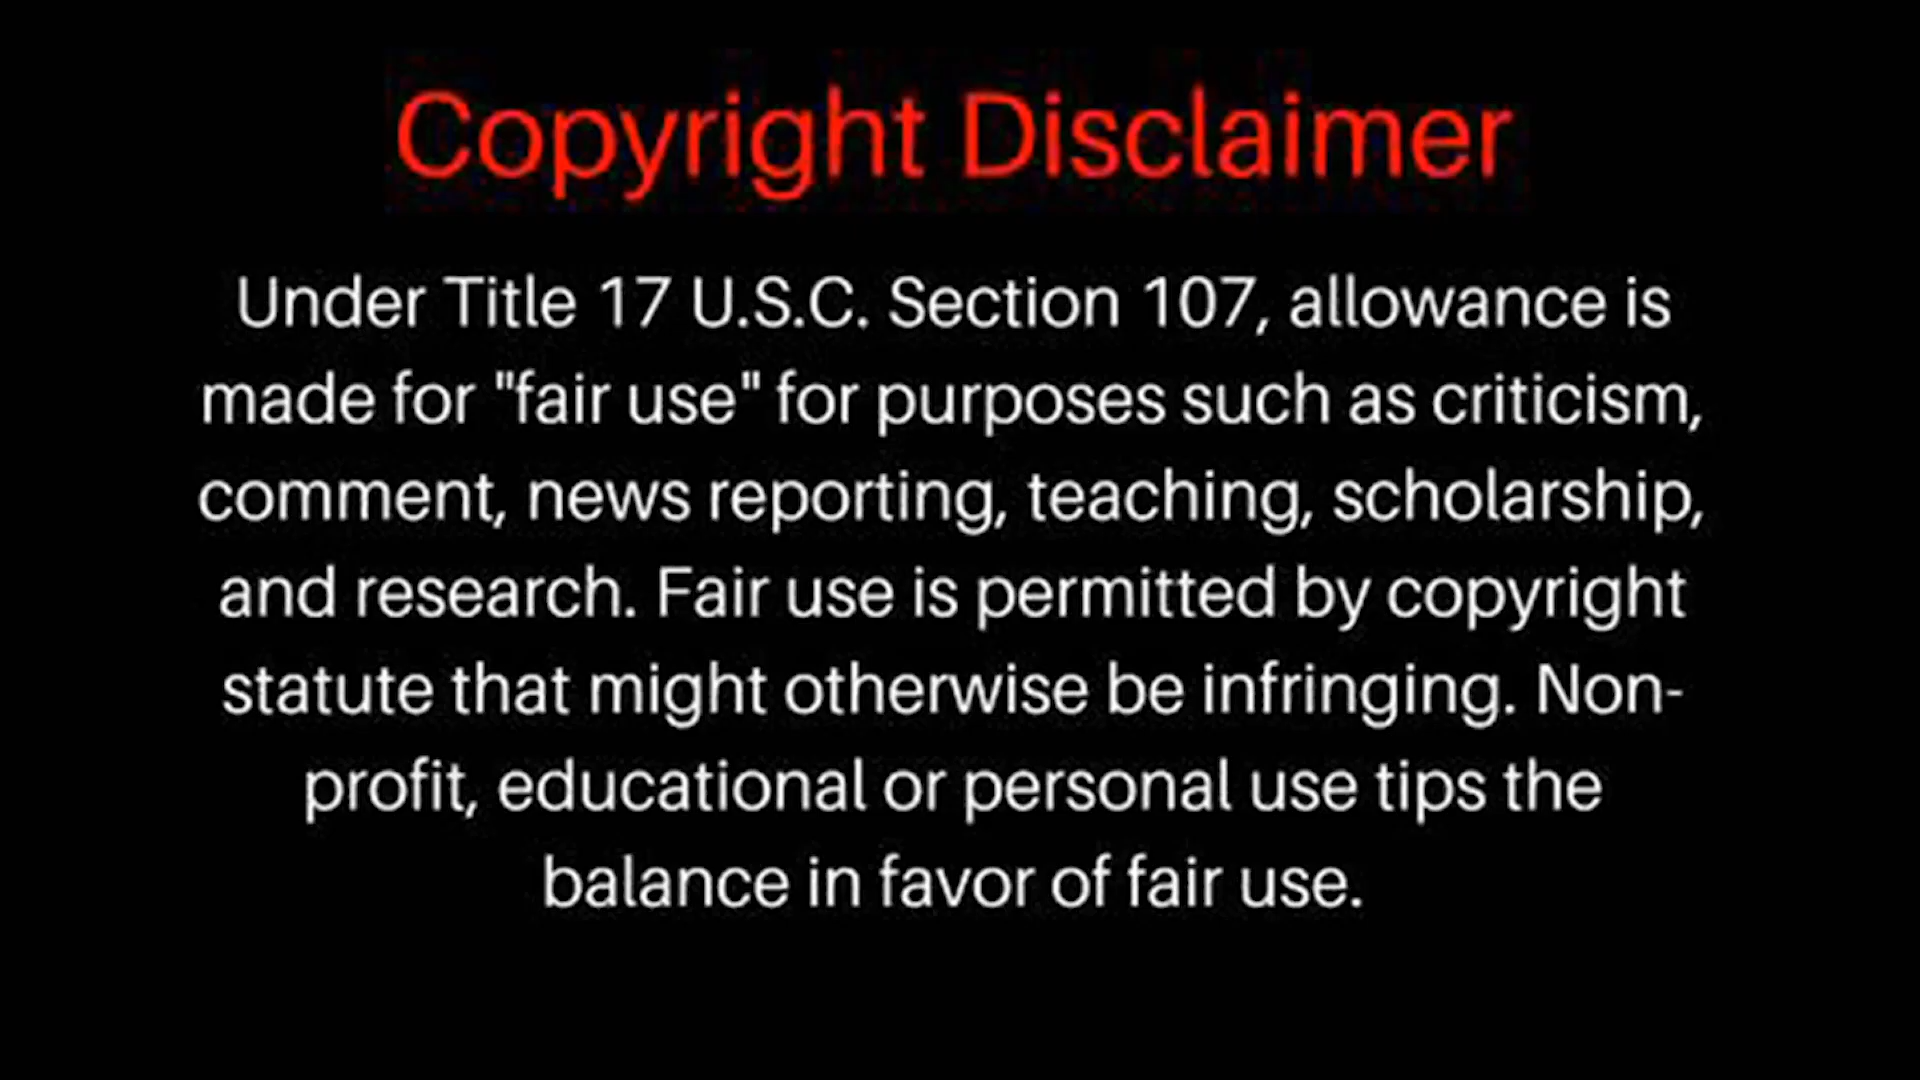 Copyright Disclaimer
Under Title 17 U.S.C. Section 107, allowance is
made for "fair use" for purposes such as criticism,
comment, news reporting, teaching, scholarship,
and research. Fair use is permitted by copyright
statute that might otherwise be infringing. Non-
profit, educational or personal use tips the
balance in favor of fair use.